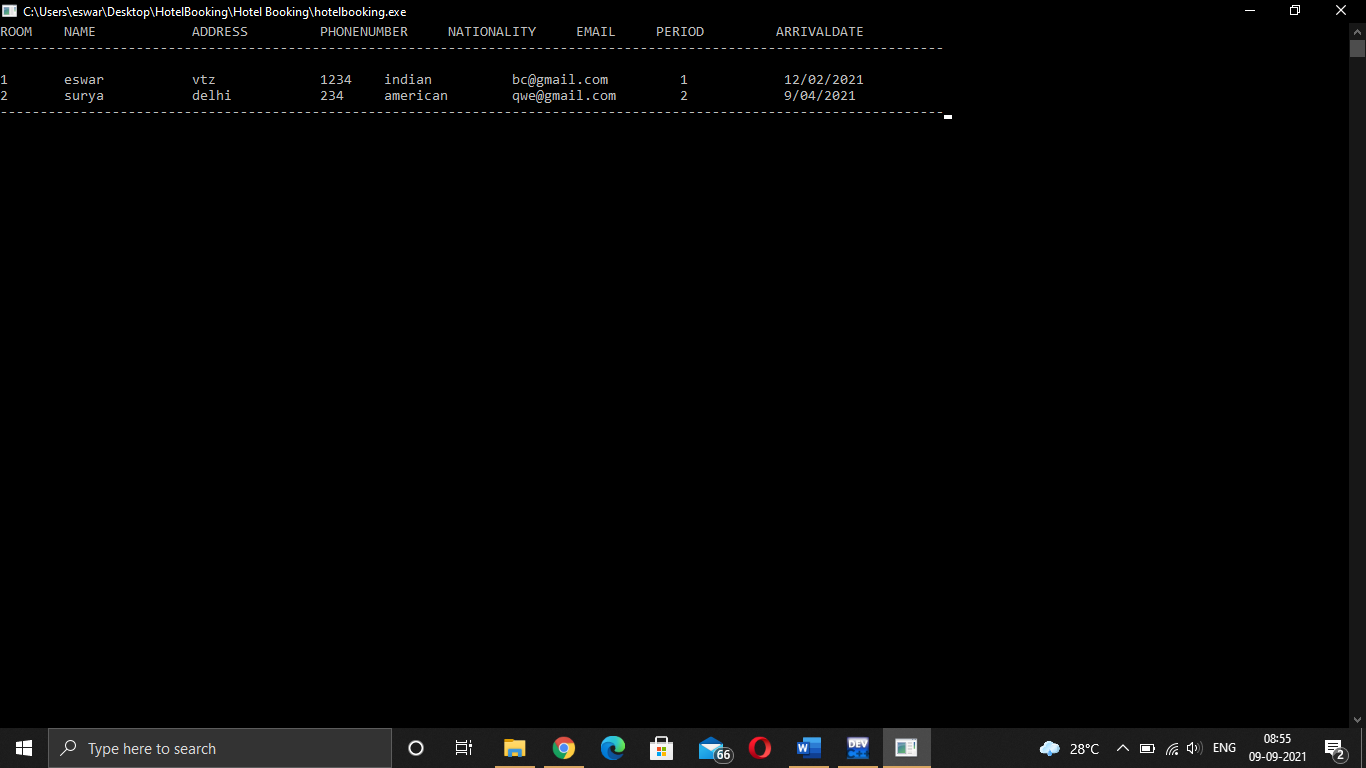 C:\Users\eswar\Desktop\HotelBooking\Hotel Booking\hotelbooking.exe
ROOM NAME ADDRESS PHONENUMBER NATIONALITY EMAIL PERIOD ARRIVALDATE
----------------------------------------------------------------------------------------------------------------------
1 eswar vtz 1234 indian bc@gmail.com 1 12/02/2021
2 surya delhi 234 american qwe@gmail.com 2 9/04/2021
----------------------------------------------------------------------------------------------------------------------
Type here to search 66 W DEV 28°C ENG 08:55 2
09-09-2021